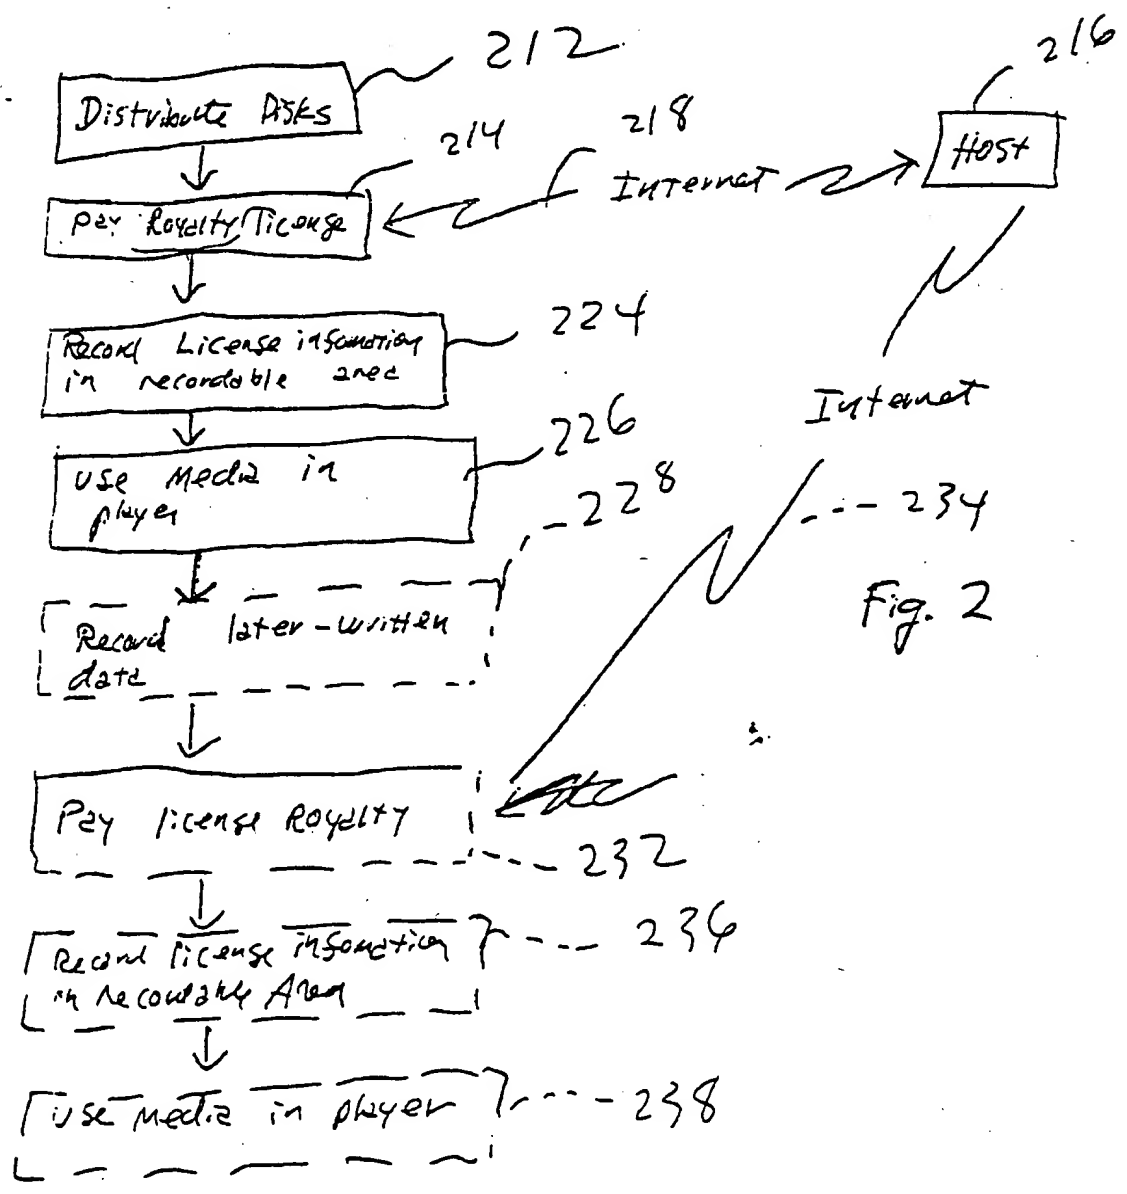 212
216
Distribute Disks
218
214
Host
Internet
Pay Royalty/license
224
Record License information
in recordable area
Internet
226
Use Media in
player
228
234
Fig. 2
Record later-written
data
Pay license Royalty
232
236
Record license information
in recordable Area
Use media in player
238